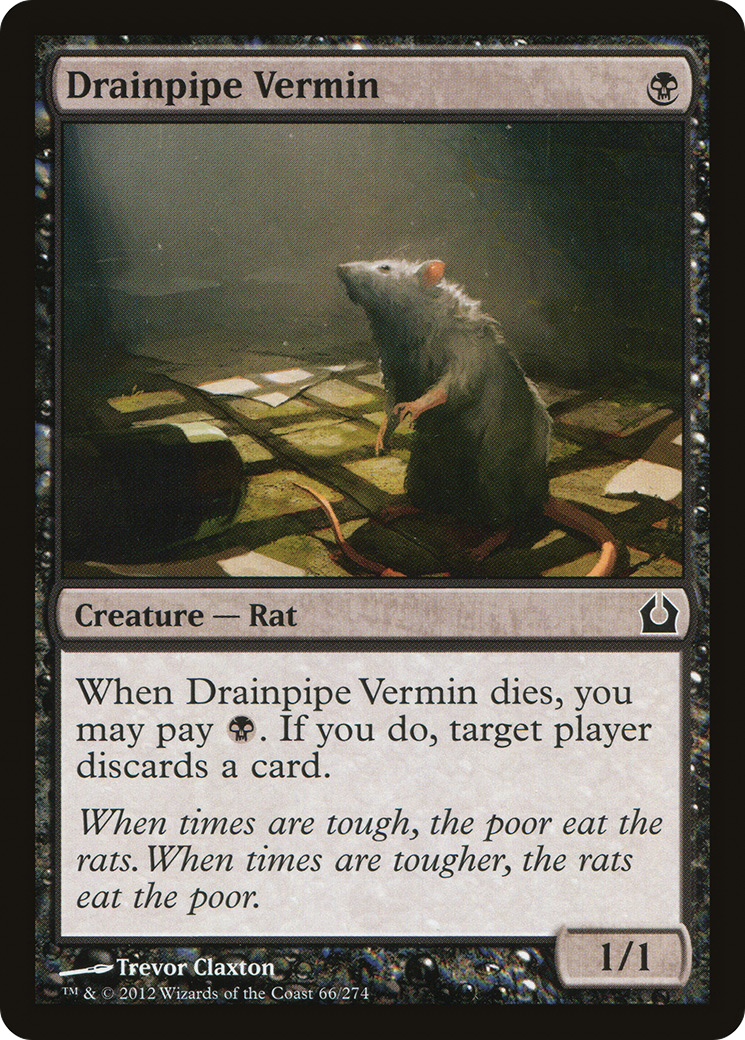 Drainpipe Vermin
Creature — Rat
When Drainpipe Vermin dies, you
may pay . If you do, target player
discards a card.
When times are tough, the poor eat the
rats. When times are tougher, the rats
eat the poor.
1/1
Trevor Claxton
™ & © 2012 Wizards of the Coast 66/274